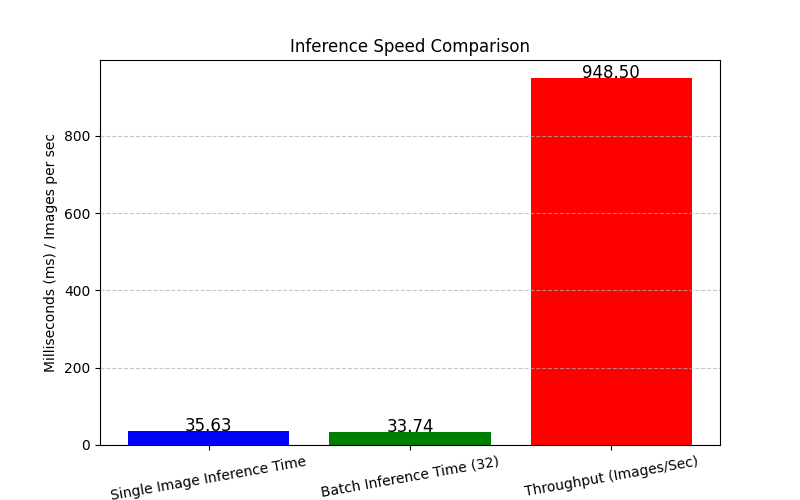 Inference Speed Comparison
Milliseconds (ms) / Images per sec
800
600
400
200
0
35.63
33.74
948.50
Single Image Inference Time
Batch Inference Time (32)
Throughput (Images/Sec)